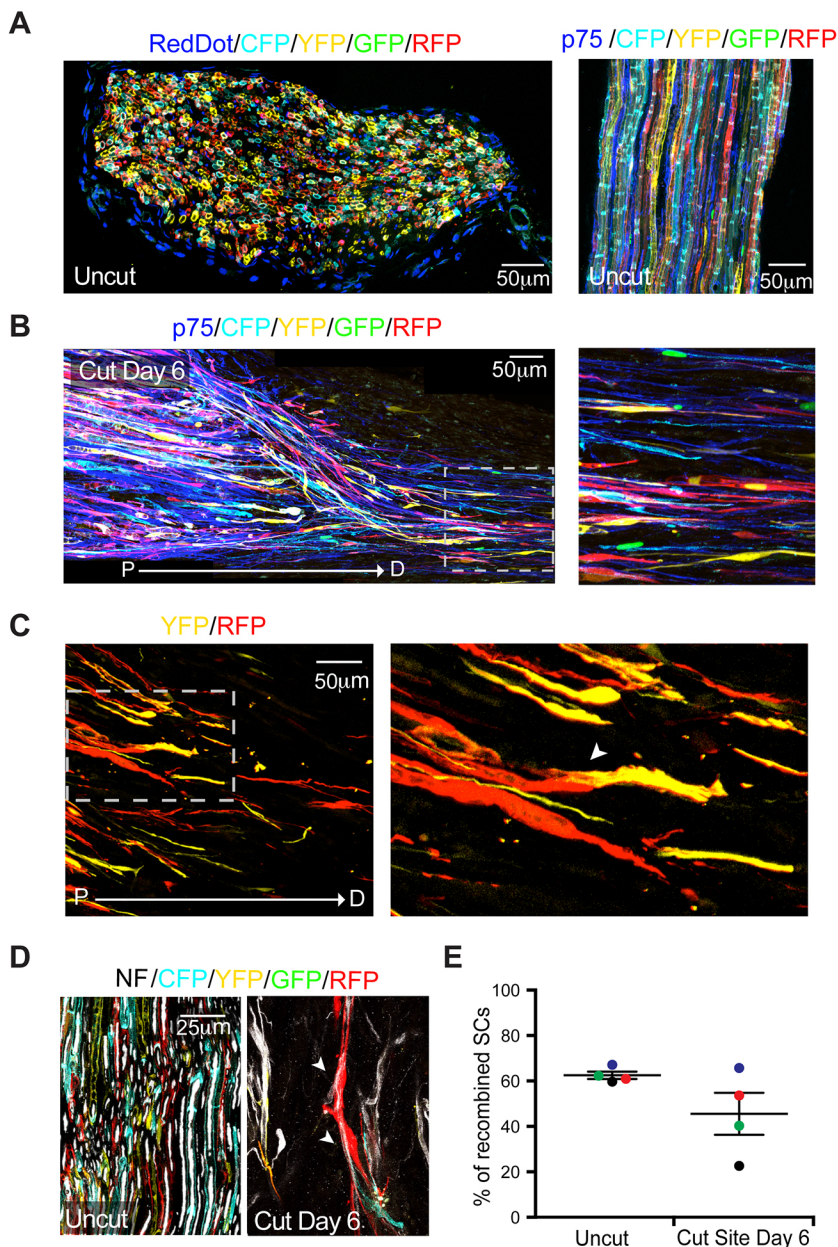 A
RedDot/CFP/YFP/GFP/RFP
p75 /CFP/YFP/GFP/RFP
Uncut
50μm
Uncut
50μm
B
p75/CFP/YFP/GFP/RFP
Cut Day 6
50μm
P
D
C
YFP/RFP
50μm
P
D
D
NF/CFP/YFP/GFP/RFP
25μm
Uncut
Cut Day 6
E
% of recombined SCs
100
80
60
40
20
0
Uncut
Cut Site Day 6